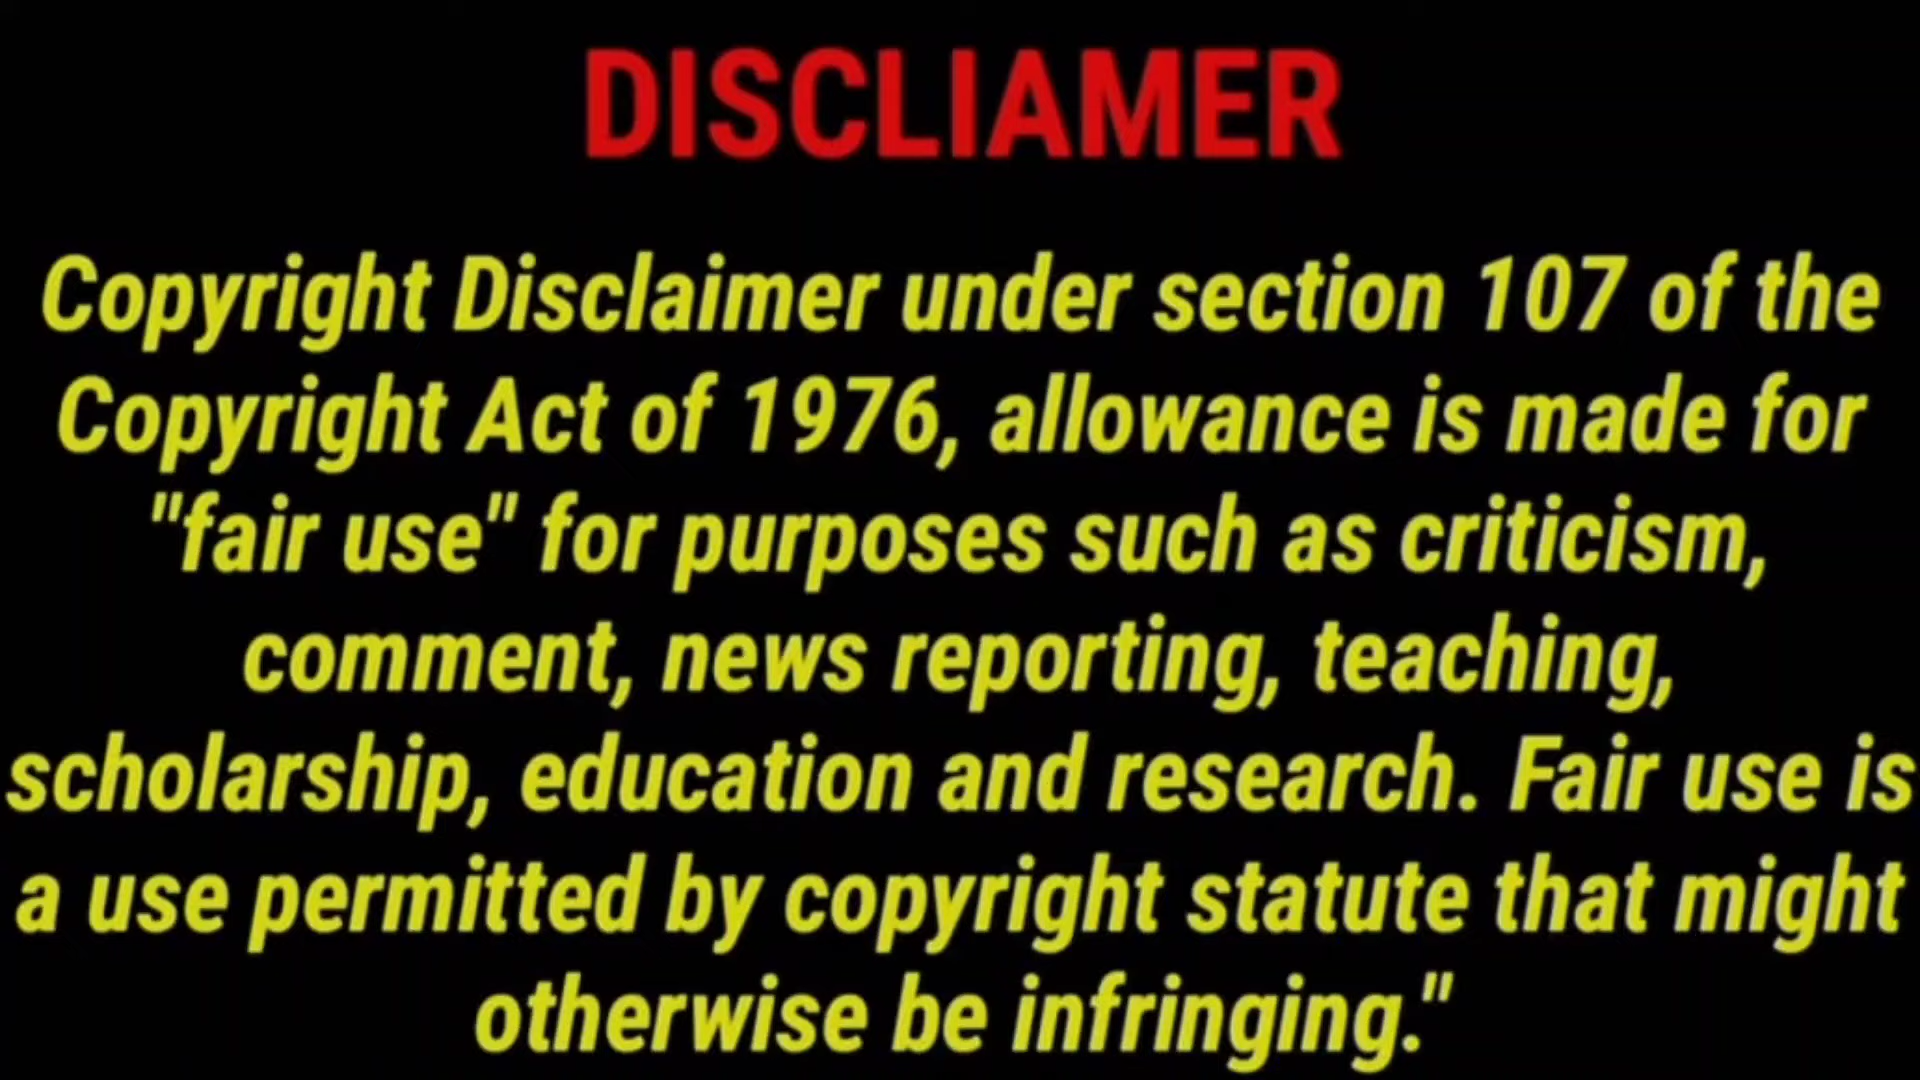 DISCLIAMER
Copyright Disclaimer under section 107 of the
Copyright Act of 1976, allowance is made for
"fair use" for purposes such as criticism,
comment, news reporting, teaching,
scholarship, education and research. Fair use is
a use permitted by copyright statute that might
otherwise be infringing."